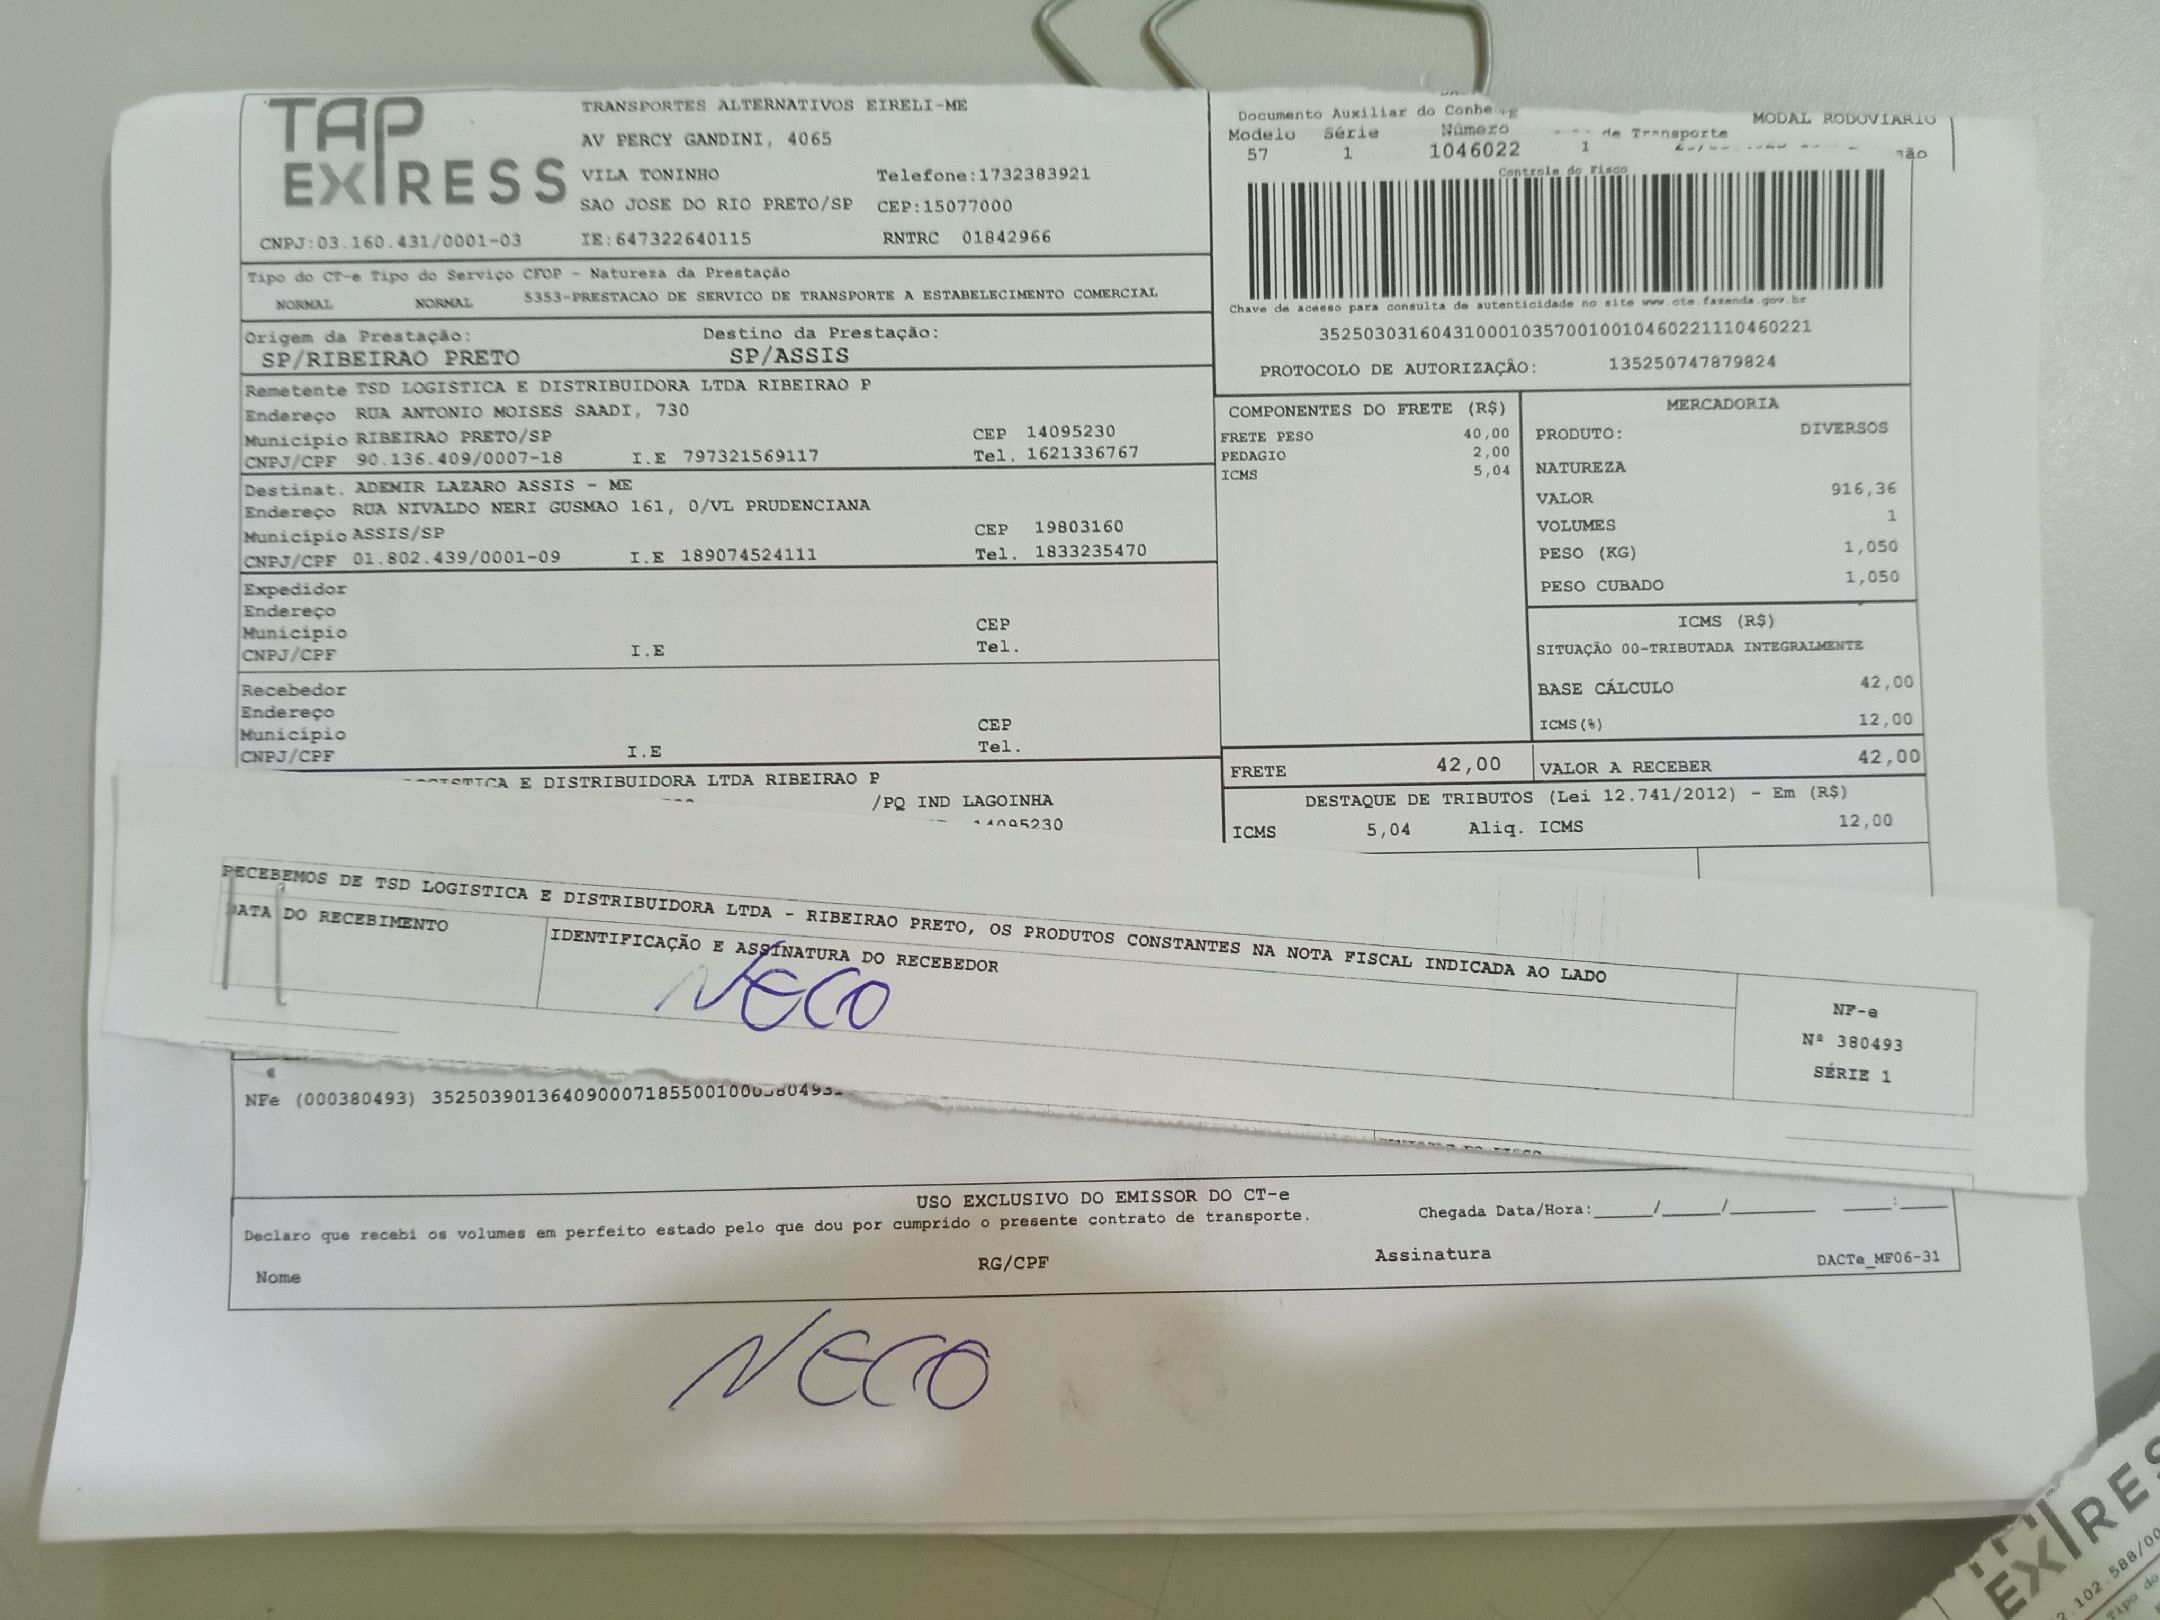 TAP EXPRESS
TRANSPORTES ALTERNATIVOS EIRELI-ME
AV PERCY GANDINI, 4065
VILA TONINHO Telefone:1732383921
SAO JOSE DO RIO PRETO/SP CEP:15077000
CNPJ:03.160.431/0001-03 IE:647322640115 RNTRC 01842966
Tipo do CT-e Tipo do Serviço CFOP - Natureza da Prestação
NORMAL NORMAL 5353-PRESTACAO DE SERVICO DE TRANSPORTE A ESTABELECIMENTO COMERCIAL
Origem da Prestação: Destino da Prestação:
SP/RIBEIRAO PRETO SP/ASSIS
Remetente TSD LOGISTICA E DISTRIBUIDORA LTDA RIBEIRAO P
Endereço RUA ANTONIO MOISES SAADI, 730
Município RIBEIRAO PRETO/SP CEP 14095230
CNPJ/CPF 90.136.409/0007-18 I.E 797321569117 Tel. 1621336767
Destinat. ADEMIR LAZARO ASSIS - ME
Endereço RUA NIVALDO NERI GUSMAO 161, 0/VL PRUDENCIANA
Município ASSIS/SP CEP 19803160
CNPJ/CPF 01.802.439/0001-09 I.E 189074524111 Tel. 1833235470
Expedidor
Endereço
Município CEP
CNPJ/CPF I.E Tel.
Recebedor
Endereço
Município CEP
CNPJ/CPF I.E Tel.
E DISTRIBUIDORA LTDA RIBEIRAO P
/PQ IND LAGOINHA
14095230
MODAL RODOVIARIO
Documento Auxiliar do Conhe
de Transporte
Modelo Série Número
57 1 1046022 1
Controle do Fisco
Chave de acesso para consulta de autenticidade no site www.cte.fazenda.gov.br
35250303160431000103570010010460221110460221
PROTOCOLO DE AUTORIZAÇÃO: 135250747879824
COMPONENTES DO FRETE (R$)
FRETE PESO 40,00
PEDAGIO 2,00
ICMS 5,04
MERCADORIA
PRODUTO: DIVERSOS
NATUREZA
VALOR 916,36
VOLUMES 1
PESO (KG) 1,050
PESO CUBADO 1,050
ICMS (R$)
SITUAÇÃO 00-TRIBUTADA INTEGRALMENTE
BASE CÁLCULO 42,00
ICMS(%) 12,00
FRETE 42,00 VALOR A RECEBER 42,00
DESTAQUE DE TRIBUTOS (Lei 12.741/2012) - Em (R$)
ICMS 5,04 Aliq. ICMS 12,00
RECEBEMOS DE TSD LOGISTICA E DISTRIBUIDORA LTDA - RIBEIRAO PRETO, OS PRODUTOS CONSTANTES NA NOTA FISCAL INDICADA AO LADO
DATA DO RECEBIMENTO IDENTIFICAÇÃO E ASSINATURA DO RECEBEDOR
NECO
NF-e
Nº 380493
SÉRIE 1
NFe (000380493)
USO EXCLUSIVO DO EMISSOR DO CT-e
Declaro que recebi os volumes em perfeito estado pelo que dou por cumprido o presente contrato de transporte. Chegada Data/Hora:_____/_____/_______ ____:____
Nome RG/CPF Assinatura DACTe_MF06-31
NECO